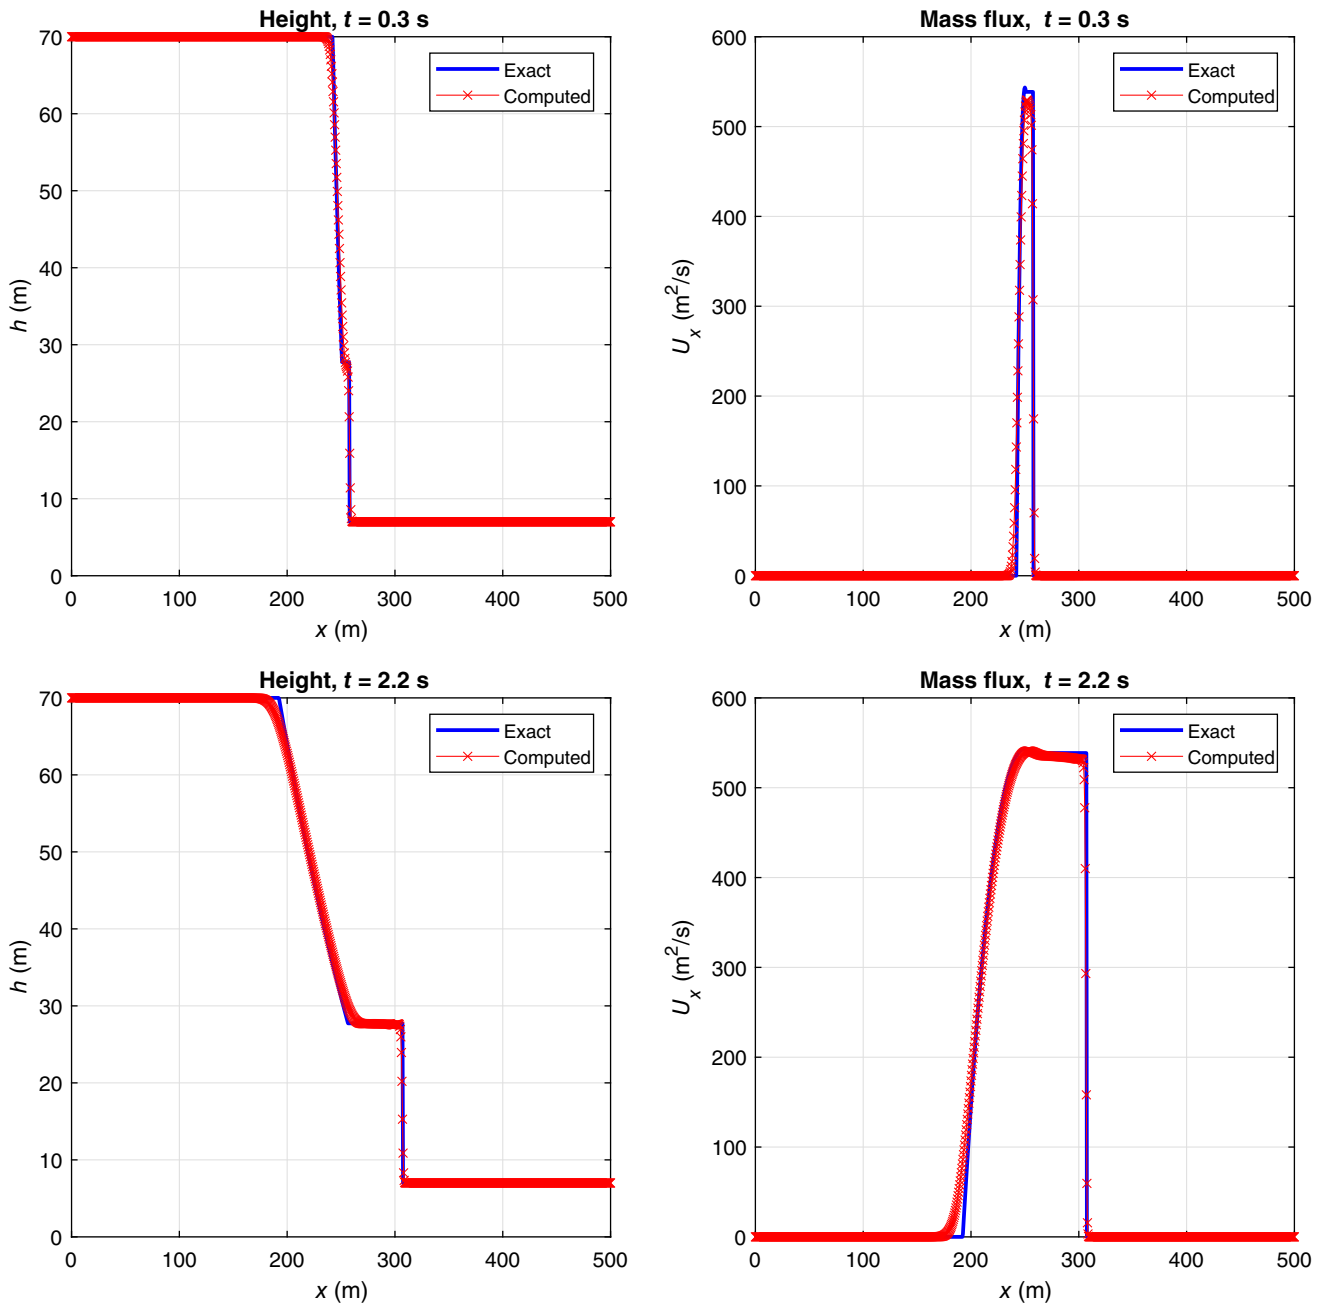 Height, t = 0.3 s
70
60
50
40
30
20
10
0
h (m)
Exact
Computed
0 100 200 300 400 500
x (m)
Mass flux, t = 0.3 s
600
500
400
300
200
100
0
U_x (m^2/s)
Exact
Computed
0 100 200 300 400 500
x (m)
Height, t = 2.2 s
70
60
50
40
30
20
10
0
h (m)
Exact
Computed
0 100 200 300 400 500
x (m)
Mass flux, t = 2.2 s
600
500
400
300
200
100
0
U_x (m^2/s)
Exact
Computed
0 100 200 300 400 500
x (m)